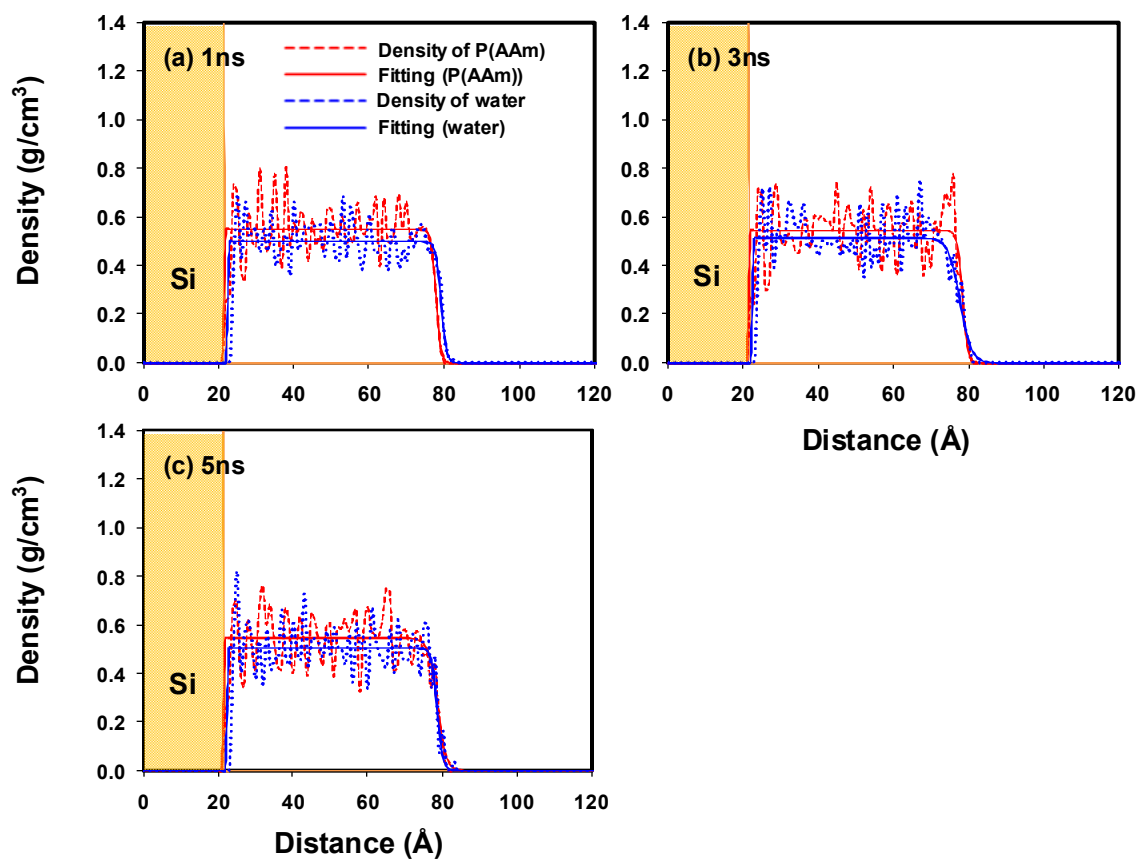 (a) 1ns
Density of P(AAm)
Fitting (P(AAm))
Density of water
Fitting (water)
Si
Density (g/cm³)
1.4
1.2
1.0
0.8
0.6
0.4
0.2
0.0
0 20 40 60 80 100 120
(b) 3ns
Si
1.4
1.2
1.0
0.8
0.6
0.4
0.2
0.0
0 20 40 60 80 100 120
Distance (Å)
(c) 5ns
Si
Density (g/cm³)
1.4
1.2
1.0
0.8
0.6
0.4
0.2
0.0
0 20 40 60 80 100 120
Distance (Å)